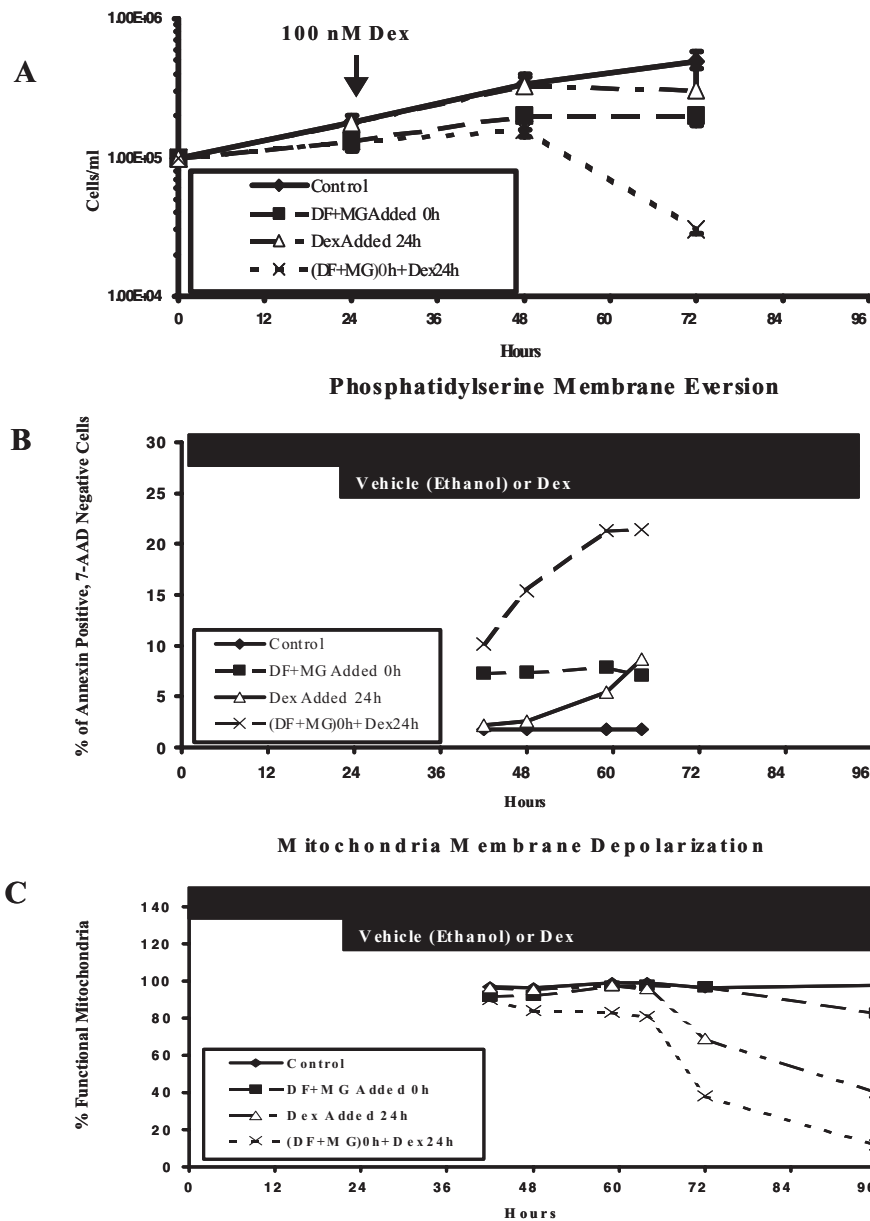 A
1.00E+06
1.00E+05
1.00E+04
Cells/ml
100 nM Dex
Control
DF+MGAdded 0h
DexAdded 24h
(DF+MG)0h+Dex24h
0 12 24 36 48 60 72 84 96
Hours
Phosphatidylserine Membrane Eversion
B
% of Annexin Positive, 7-AAD Negative Cells
30
25
20
15
10
5
0
Vehicle (Ethanol) or Dex
Control
DF+MG Added 0h
Dex Added 24h
(DF+MG)0h+Dex24h
0 12 24 36 48 60 72 84 96
Hours
Mitochondria Membrane Depolarization
C
% Functional Mitochondria
140
120
100
80
60
40
20
0
Vehicle (Ethanol) or Dex
Control
DF+MG Added 0h
Dex Added 24h
(DF+MG)0h+Dex24h
0 12 24 36 48 60 72 84 96
Hours